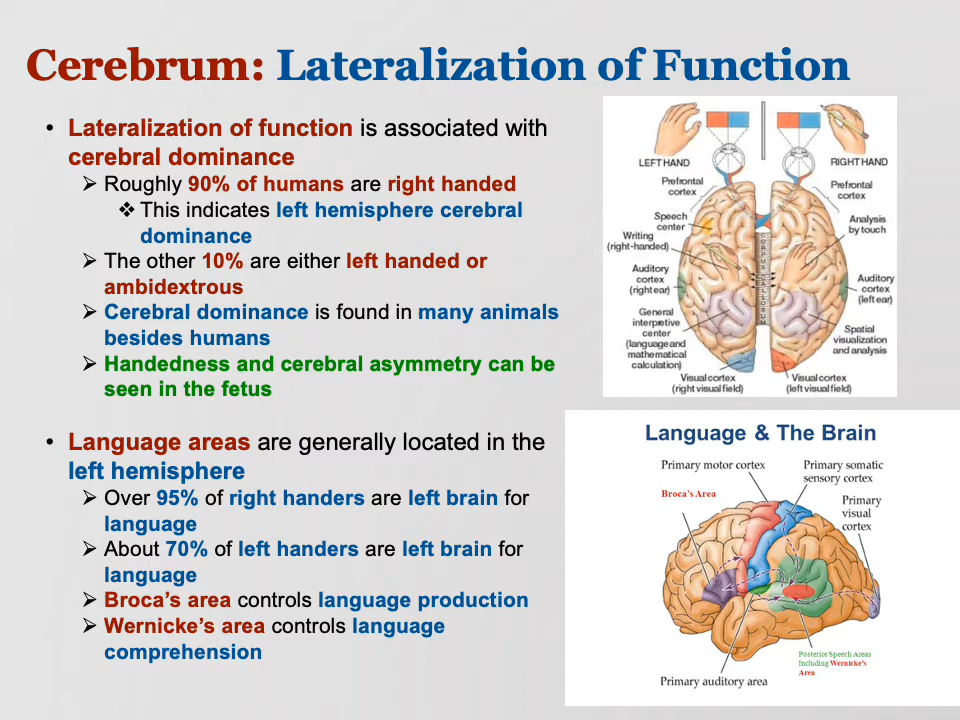 Cerebrum: Lateralization of Function
• Lateralization of function is associated with
cerebral dominance
➢ Roughly 90% of humans are right handed
❖ This indicates left hemisphere cerebral
dominance
➢ The other 10% are either left handed or
ambidextrous
➢ Cerebral dominance is found in many animals
besides humans
➢ Handedness and cerebral asymmetry can be
seen in the fetus
• Language areas are generally located in the
left hemisphere
➢ Over 95% of right handers are left brain for
language
➢ About 70% of left handers are left brain for
language
➢ Broca's area controls language production
➢ Wernicke's area controls language
comprehension
LEFT HAND
RIGHT HAND
Prefrontal
cortex
Speech
center
Writing
(right-handed)
Auditory
cortex
(right ear)
General
interpretive
center
(language and
mathematical
calculation)
Visual cortex
(right visual field)
CORPUS CALLOSUM
Prefrontal
cortex
Analysis
by touch
Auditory
cortex
(left ear)
Spatial
visualization
and analysis
Visual cortex
(left visual field)
Language & The Brain
Primary motor cortex
Primary somatic
sensory cortex
Broca's Area
Primary
visual
cortex
Posterior Speech Areas
Including Wernicke's
Area
Primary auditory area